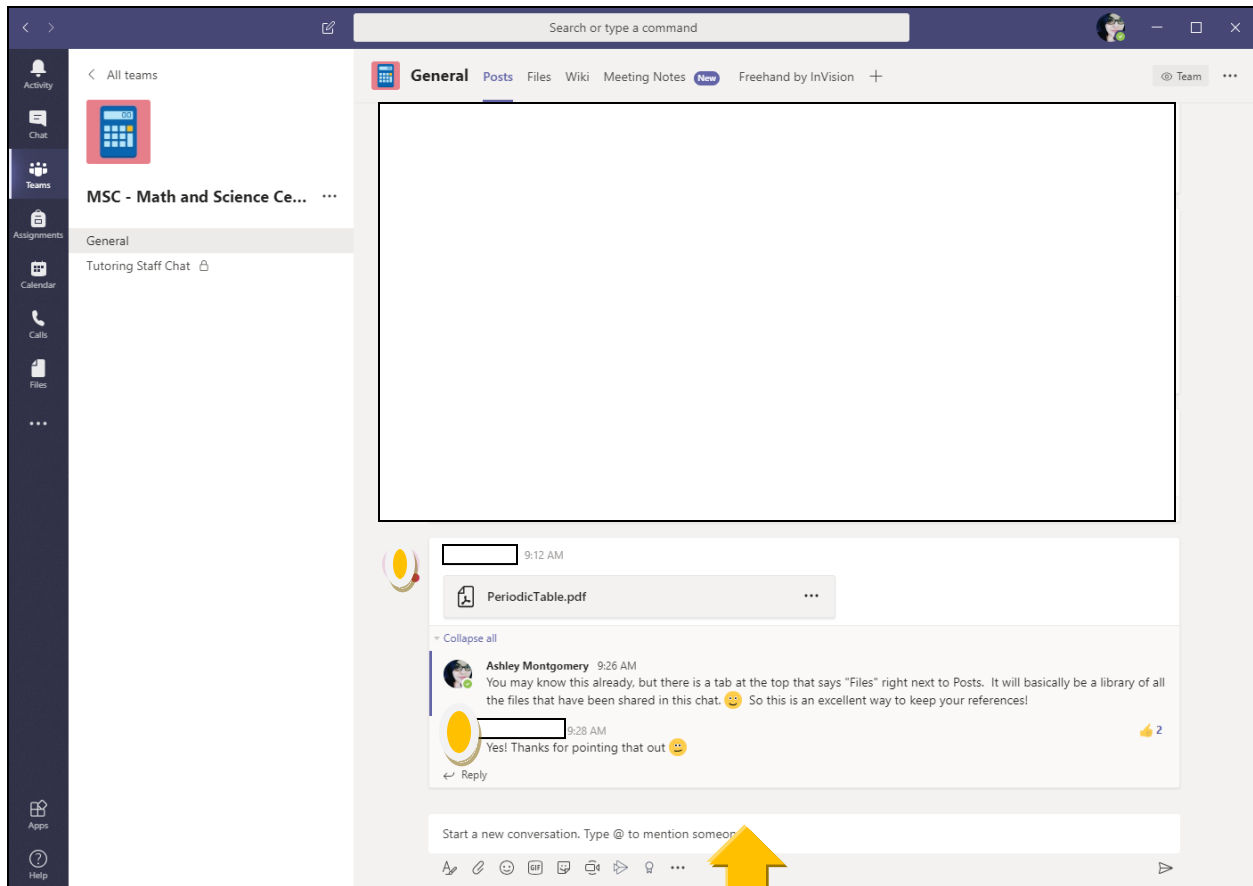 Search or type a command
Activity
Chat
Teams
Assignments
Calendar
Calls
Files
Apps
Help
All teams
MSC - Math and Science Ce...
General
Tutoring Staff Chat
General Posts Files Wiki Meeting Notes New Freehand by InVision
Team
9:12 AM
PeriodicTable.pdf
Collapse all
Ashley Montgomery 9:26 AM
You may know this already, but there is a tab at the top that says "Files" right next to Posts. It will basically be a library of all
the files that have been shared in this chat. So this is an excellent way to keep your references!
9:28 AM
2
Yes! Thanks for pointing that out
Reply
Start a new conversation. Type @ to mention
GIF